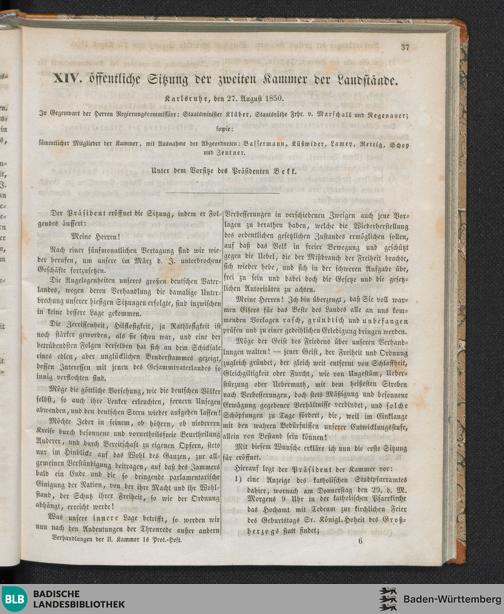 37
XIV. öffentliche Sitzung der zweiten Kammer der Landstände.
Karlsruhe, den 27. August 1850.
In Gegenwart der Herren Regierungscommissäre: Staatsminister Klüber, Staatsräthe Frhr. v. Marschall und Regenauer;
sowie:
sämmtlicher Mitglieder der Kammer, mit Ausnahme der Abgeordneten: Bassermann, Küßwieder, Lamey, Rettig, Schey
und Zentner.
Unter dem Vorsitze des Präsidenten Bekk.
Der Präsident eröffnet die Sitzung, indem er Fol-
gendes äussert:
Meine Herren!
Nach einer fünfmonatlichen Vertagung sind wir wie-
der berufen, um unsere im März d. J. unterbrochene
Geschäfte fortzusetzen.
Die Angelegenheiten unseres großen deutschen Vater-
landes, wegen deren Verhandlung die damalige Unter-
brechung unserer hiesigen Sitzungen erfolgte, sind inzwischen
in keine bessere Lage gekommen.
Die Zerrissenheit, Hilflosigkeit, ja Rathlosigkeit ist
noch stärker geworden, als sie schon war, und eine der
betrübendsten Folgen derselben hat sich an dem Schicksale
eines edlen, aber unglücklichen Bruderstammes gezeigt,
dessen Interessen mit jenen des Gesammtvaterlandes so
innig verflochten sind.
Möge die göttliche Vorsehung, wie die deutschen Völker
selbst, so auch ihre Lenker erleuchten, fernern Unsegen
abwenden, und den deutschen Stern wieder aufgehen lassen!
Möchte Jeder in seinem, ob höhern, ob niederern
Kreise durch besonnene und vorurtheilsfreie Beurtheilung
Anderer, und durch Bereitschaft zu eigenen Opfern, stets
nur im Hinblicke auf das Wohl des Ganzen, zur all-
gemeinen Verständigung beitragen, auf daß des Jammers
bald ein Ende und die so dringende parlamentarische
Einigung der Nation, von der ihre Macht und ihr Wohl-
stand, der Schutz ihrer Freiheit, so wie der Ordnung
abhängt, erreicht werde!
Was unsere innere Lage betrifft, so werden wir
nun nach den Andeutungen der Thronrede außer andern
Verhandlungen der II. Kammer 1s Prot.-Heft.
Verbesserungen in verschiedenen Zweigen auch jene Vor-
lagen zu berathen haben, welche die Wiederherstellung
des ordentlichen gesetzlichen Zustandes ermöglichen sollen,
auf daß das Volk in freier Bewegung und geschützt
gegen die Uebel, die der Mißbrauch der Freiheit brachte,
sich wieder hebe, und sich in der schweren Aufgabe übe,
frei zu sein und dabei doch die Gesetze und die gesetz-
lichen Autoritäten zu achten.
Meine Herren! Ich bin überzeugt, daß Sie voll war-
men Eifers für das Beste des Landes alle an uns kom-
menden Vorlagen rasch, gründlich und unbefangen
prüfen und zu einer gedeihlichen Erledigung bringen werden.
Möge der Geist des Friedens über unseren Verhand-
lungen walten! — jener Geist, der Freiheit und Ordnung
zugleich gründet, der gleich weit entfernt von Schlaffheit,
Gleichgültigkeit oder Furcht, wie von Ungestüm, Ueber-
stürzung oder Uebermuth, mit dem heißesten Streben
nach Verbesserungen, doch stets Mäßigung und besonnene
Erwägung gegebener Verhältnisse verbindet, und solche
Schöpfungen zu Tage fördert, die, weil im Einklange
mit den wahren Bedürfnissen unserer Entwicklungsstufe,
allein von Bestand sein können!
Mit diesem Wunsche erkläre ich nun die erste Sitzung
für eröffnet.
Hierauf legt der Präsident der Kammer vor:
1) eine Anzeige des katholischen Stadtpfarramtes
dahier, wornach am Donnerstag den 29. d. M.
Morgens 9 Uhr in der katholischen Pfarrkirche
das Hochamt mit Tedeum zur kirchlichen Feier
des Geburtstags Sr. Königl. Hoheit des Groß-
herzogs statt findet;
6
BLB BADISCHE
LANDESBIBLIOTHEK
Baden-Württemberg